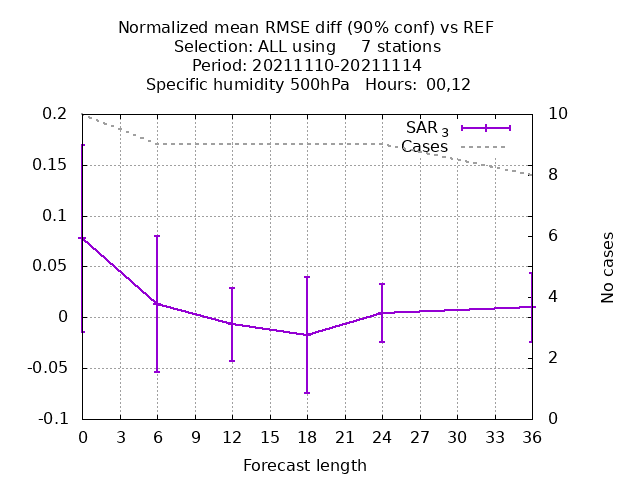 Normalized mean RMSE diff (90% conf) vs REF
Selection: ALL using     7 stations
Period: 20211110-20211114
Specific humidity 500hPa   Hours:  00,12
SAR 3
Cases
0.2
0.15
0.1
0.05
0
-0.05
-0.1
10
8
6
4
2
0
No cases
0 3 6 9 12 15 18 21 24 27 30 33 36
Forecast length